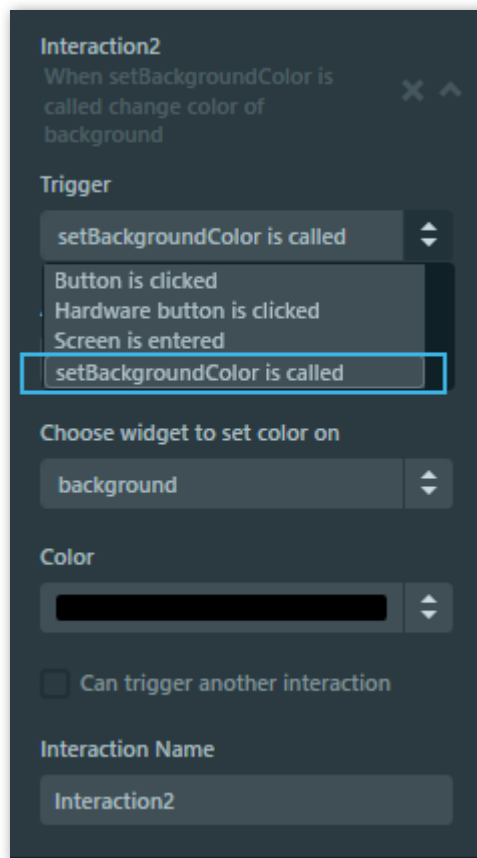 Interaction2
When setBackgroundColor is
called change color of
background
Trigger
setBackgroundColor is called
Button is clicked
Hardware button is clicked
Screen is entered
setBackgroundColor is called
Choose widget to set color on
background
Color
Can trigger another interaction
Interaction Name
Interaction2